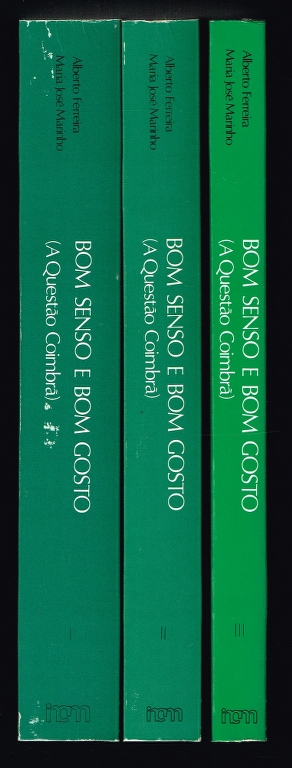 Alberto Ferreira
Maria José Marinho
BOM SENSO E BOM GOSTO
(A Questão Coimbrã)
I
incm
Alberto Ferreira
Maria José Marinho
BOM SENSO E BOM GOSTO
(A Questão Coimbrã)
II
incm
Alberto Ferreira
Maria José Marinho
BOM SENSO E BOM GOSTO
(A Questão Coimbrã)
III
incm